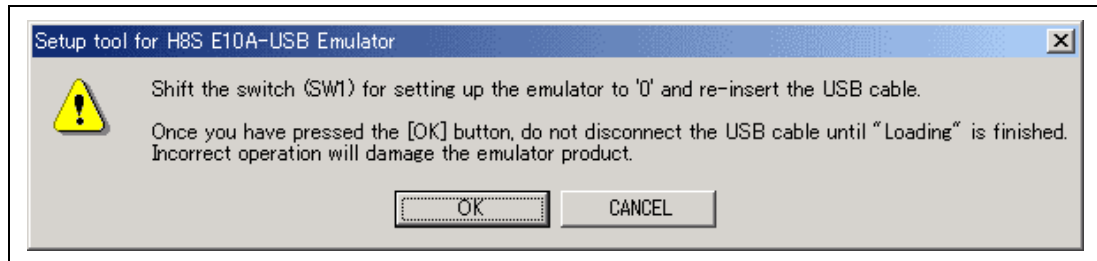 Setup tool for H8S E10A-USB Emulator
Shift the switch (SW1) for setting up the emulator to '0' and re-insert the USB cable.
Once you have pressed the [OK] button, do not disconnect the USB cable until "Loading" is finished.
Incorrect operation will damage the emulator product.
OK
CANCEL